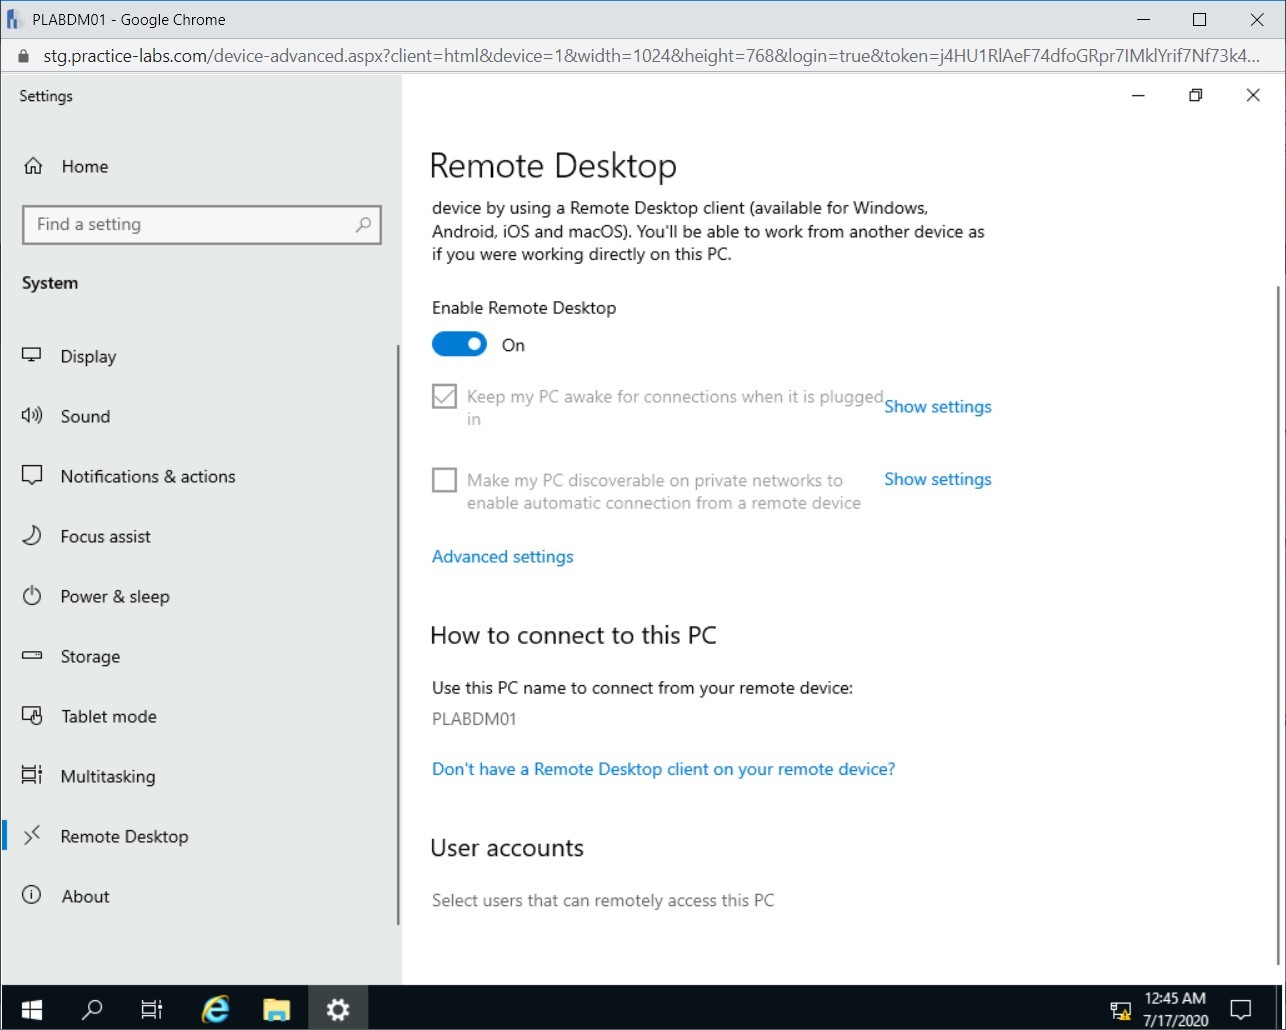 PLABDM01 - Google Chrome
stg.practice-labs.com/device-advanced.aspx?client=html&device=1&width=1024&height=768&login=true&token=j4HU1RlAeF74dfoGRpr7IMklYrif7Nf73k4...
Settings
Home
Find a setting
System
Display
Sound
Notifications & actions
Focus assist
Power & sleep
Storage
Tablet mode
Multitasking
Remote Desktop
About
Remote Desktop
device by using a Remote Desktop client (available for Windows,
Android, iOS and macOS). You'll be able to work from another device as
if you were working directly on this PC.
Enable Remote Desktop
On
Keep my PC awake for connections when it is plugged
in
Show settings
Make my PC discoverable on private networks to
enable automatic connection from a remote device
Show settings
Advanced settings
How to connect to this PC
Use this PC name to connect from your remote device:
PLABDM01
Don't have a Remote Desktop client on your remote device?
User accounts
Select users that can remotely access this PC
12:45 AM
7/17/2020